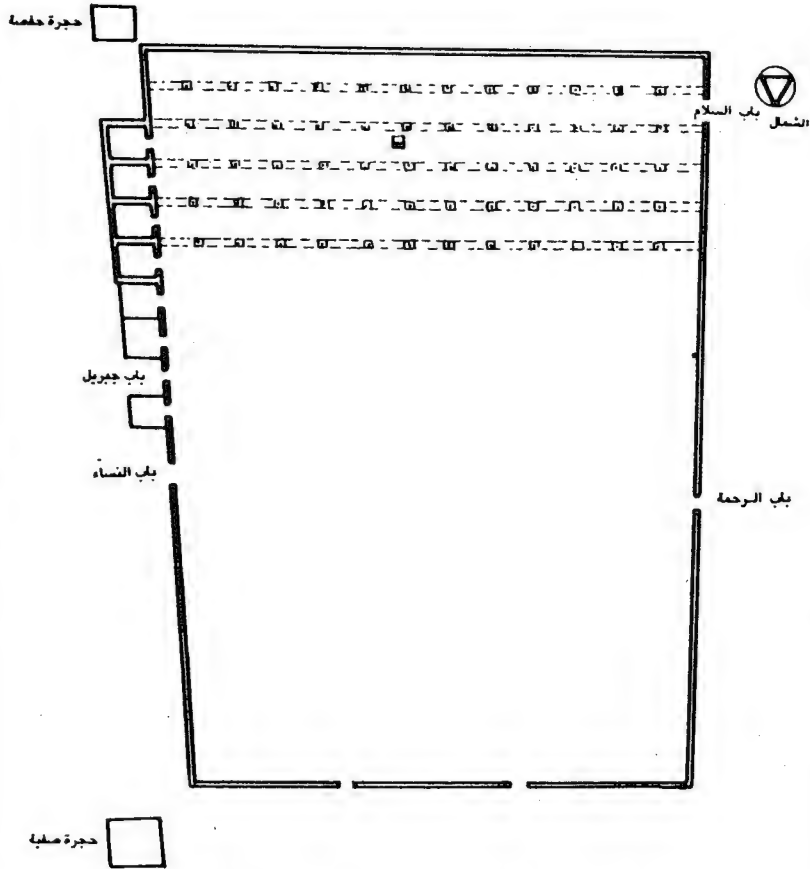 حجرة حفصة
باب السلام
الشمال
باب جبريل
باب النساء
باب الرحمة
حجرة صفية